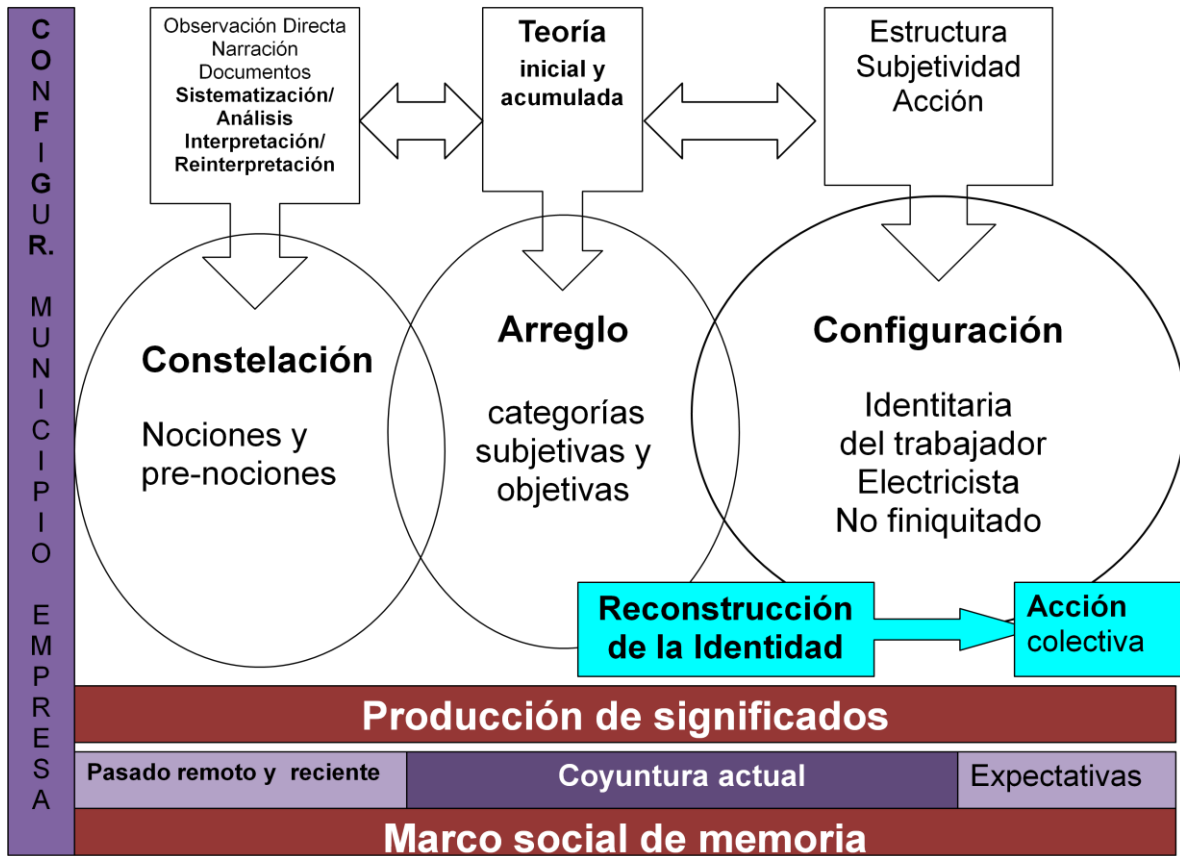 CONFIGUR. MUNICIPIO EMPRESA
Observación Directa
Narración
Documentos
Sistematización/
Análisis
Interpretación/
Reinterpretación
Teoría
inicial y
acumulada
Estructura
Subjetividad
Acción
Constelación
Nociones y
pre-nociones
Arreglo
categorías
subjetivas y
objetivas
Configuración
Identitaria
del trabajador
Electricista
No finiquitado
Reconstrucción
de la Identidad
Acción
colectiva
Producción de significados
Pasado remoto y reciente
Coyuntura actual
Expectativas
Marco social de memoria